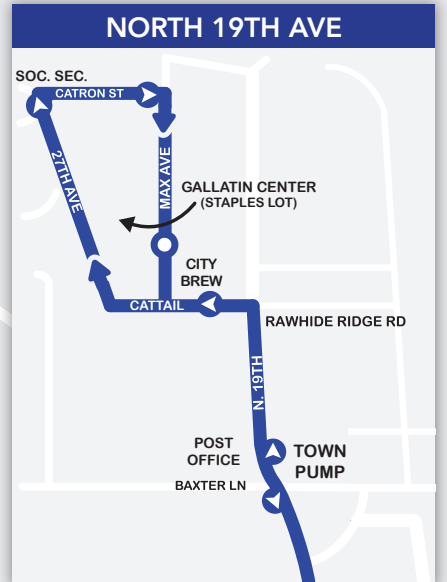 NORTH 19TH AVE
SOC. SEC.
CATRON ST
27TH AVE
MAX AVE
GALLATIN CENTER
(STAPLES LOT)
CITY
BREW
CATTAIL
RAWHIDE RIDGE RD
N. 19TH
POST
OFFICE
TOWN
PUMP
BAXTER LN